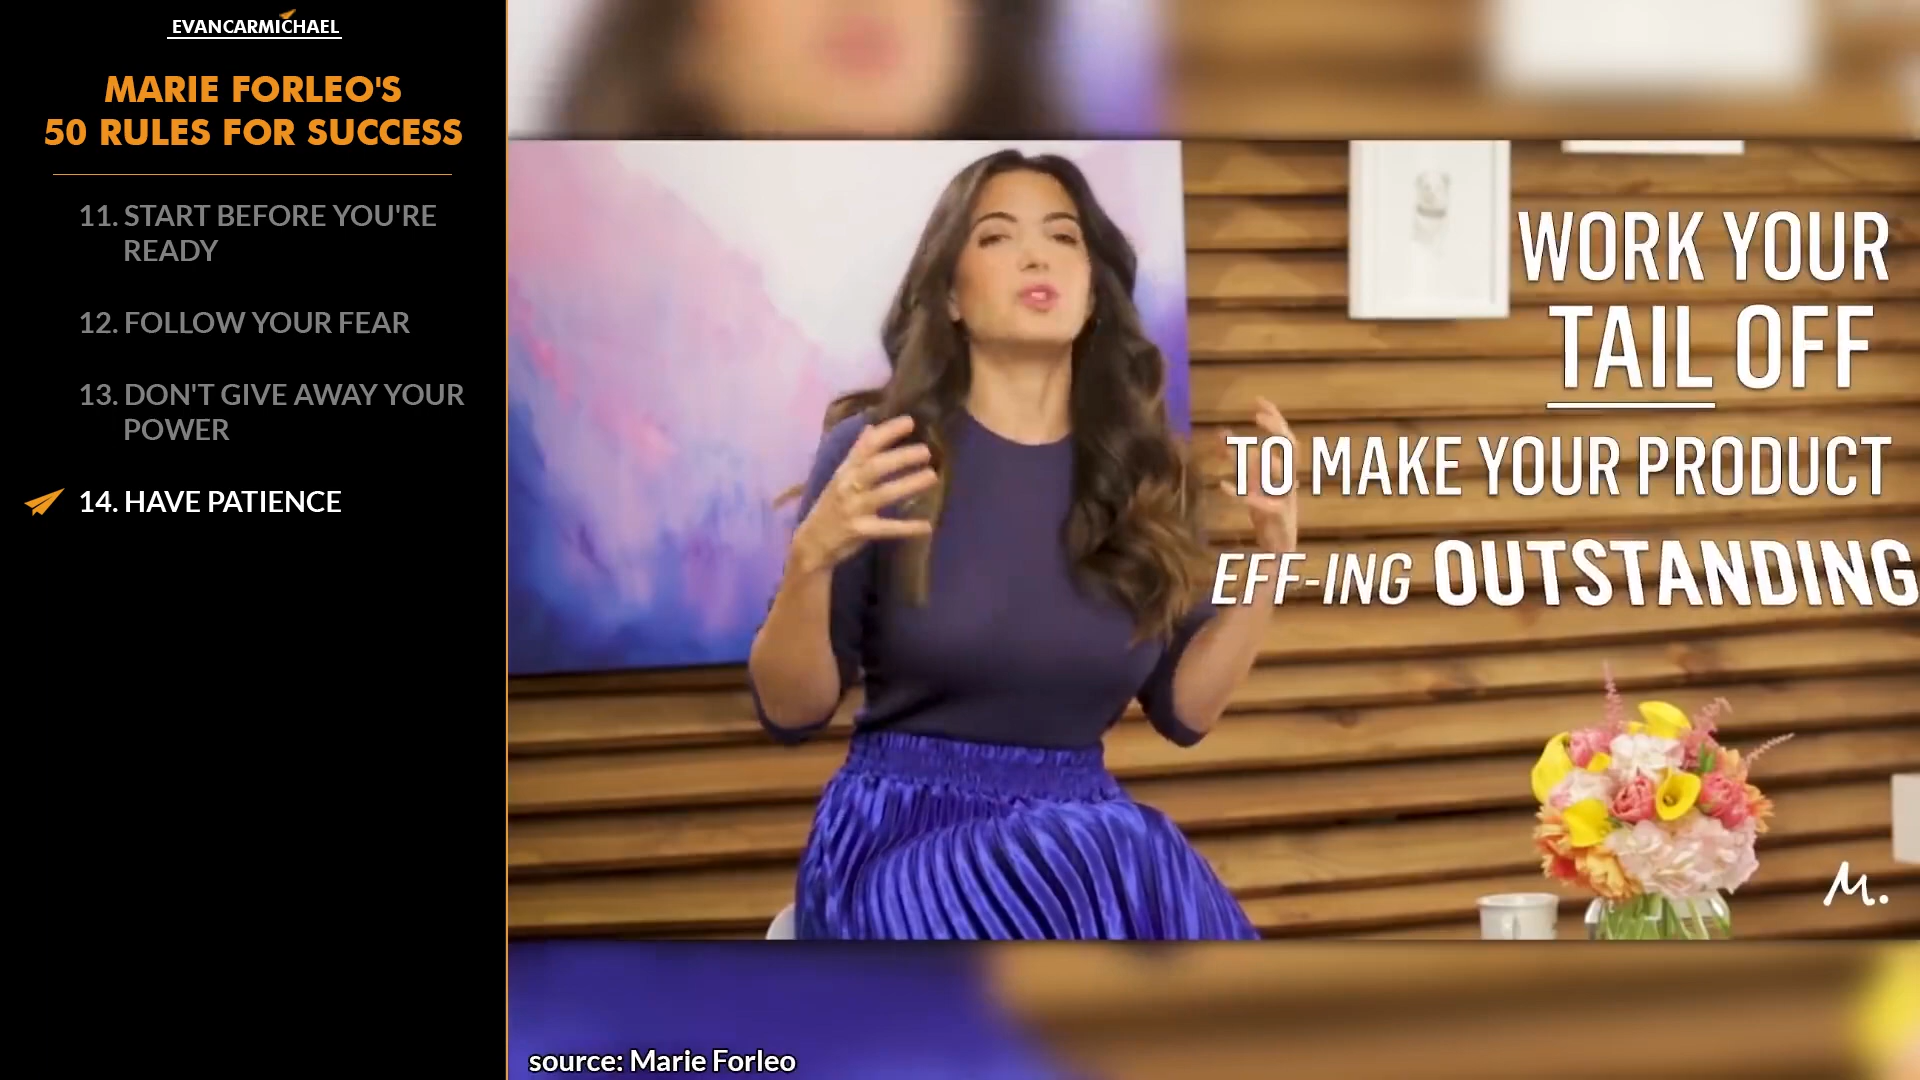 EVANCARMICHAEL
MARIE FORLEO'S
50 RULES FOR SUCCESS
11. START BEFORE YOU'RE
READY
12. FOLLOW YOUR FEAR
13. DON'T GIVE AWAY YOUR
POWER
14. HAVE PATIENCE
WORK YOUR
TAIL OFF
TO MAKE YOUR PRODUCT
EFF-ING OUTSTANDING
M.
source: Marie Forleo